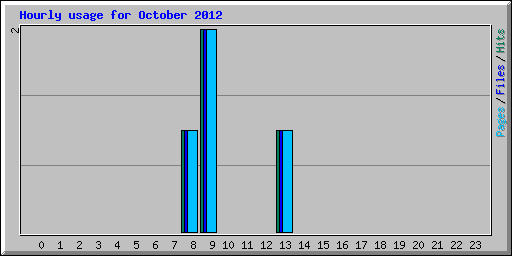 Hourly usage for October 2012
2
Pages/Files/Hits
0 1 2 3 4 5 6 7 8 9 10 11 12 13 14 15 16 17 18 19 20 21 22 23